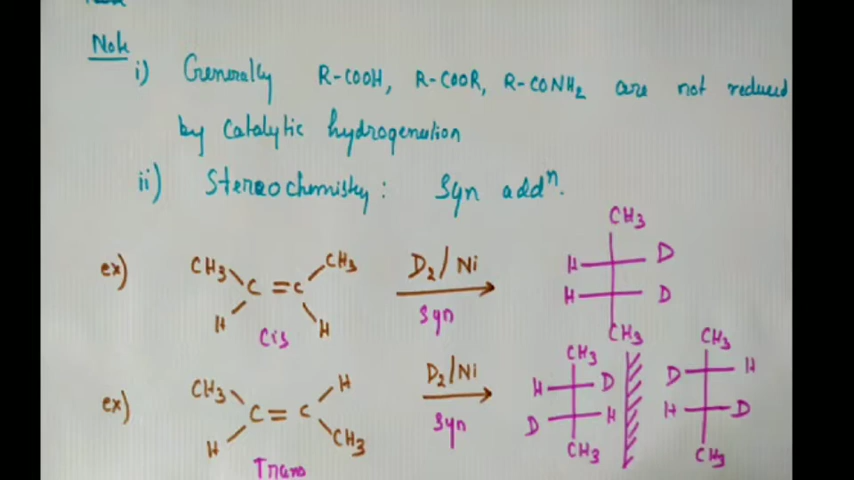 Note
i) Generally R-COOH, R-COOR, R-CONH2 are not reduced
by Catalytic hydrogenation
ii) Stereochemistry: Syn addn.
ex) CH3 H C=C CH3 H D2/Ni CH3 H D H D CH3
Cis Syn
ex) CH3 H C=C H CH3 D2/Ni CH3 H D D H CH3 CH3 D H H D CH3
Trans Syn